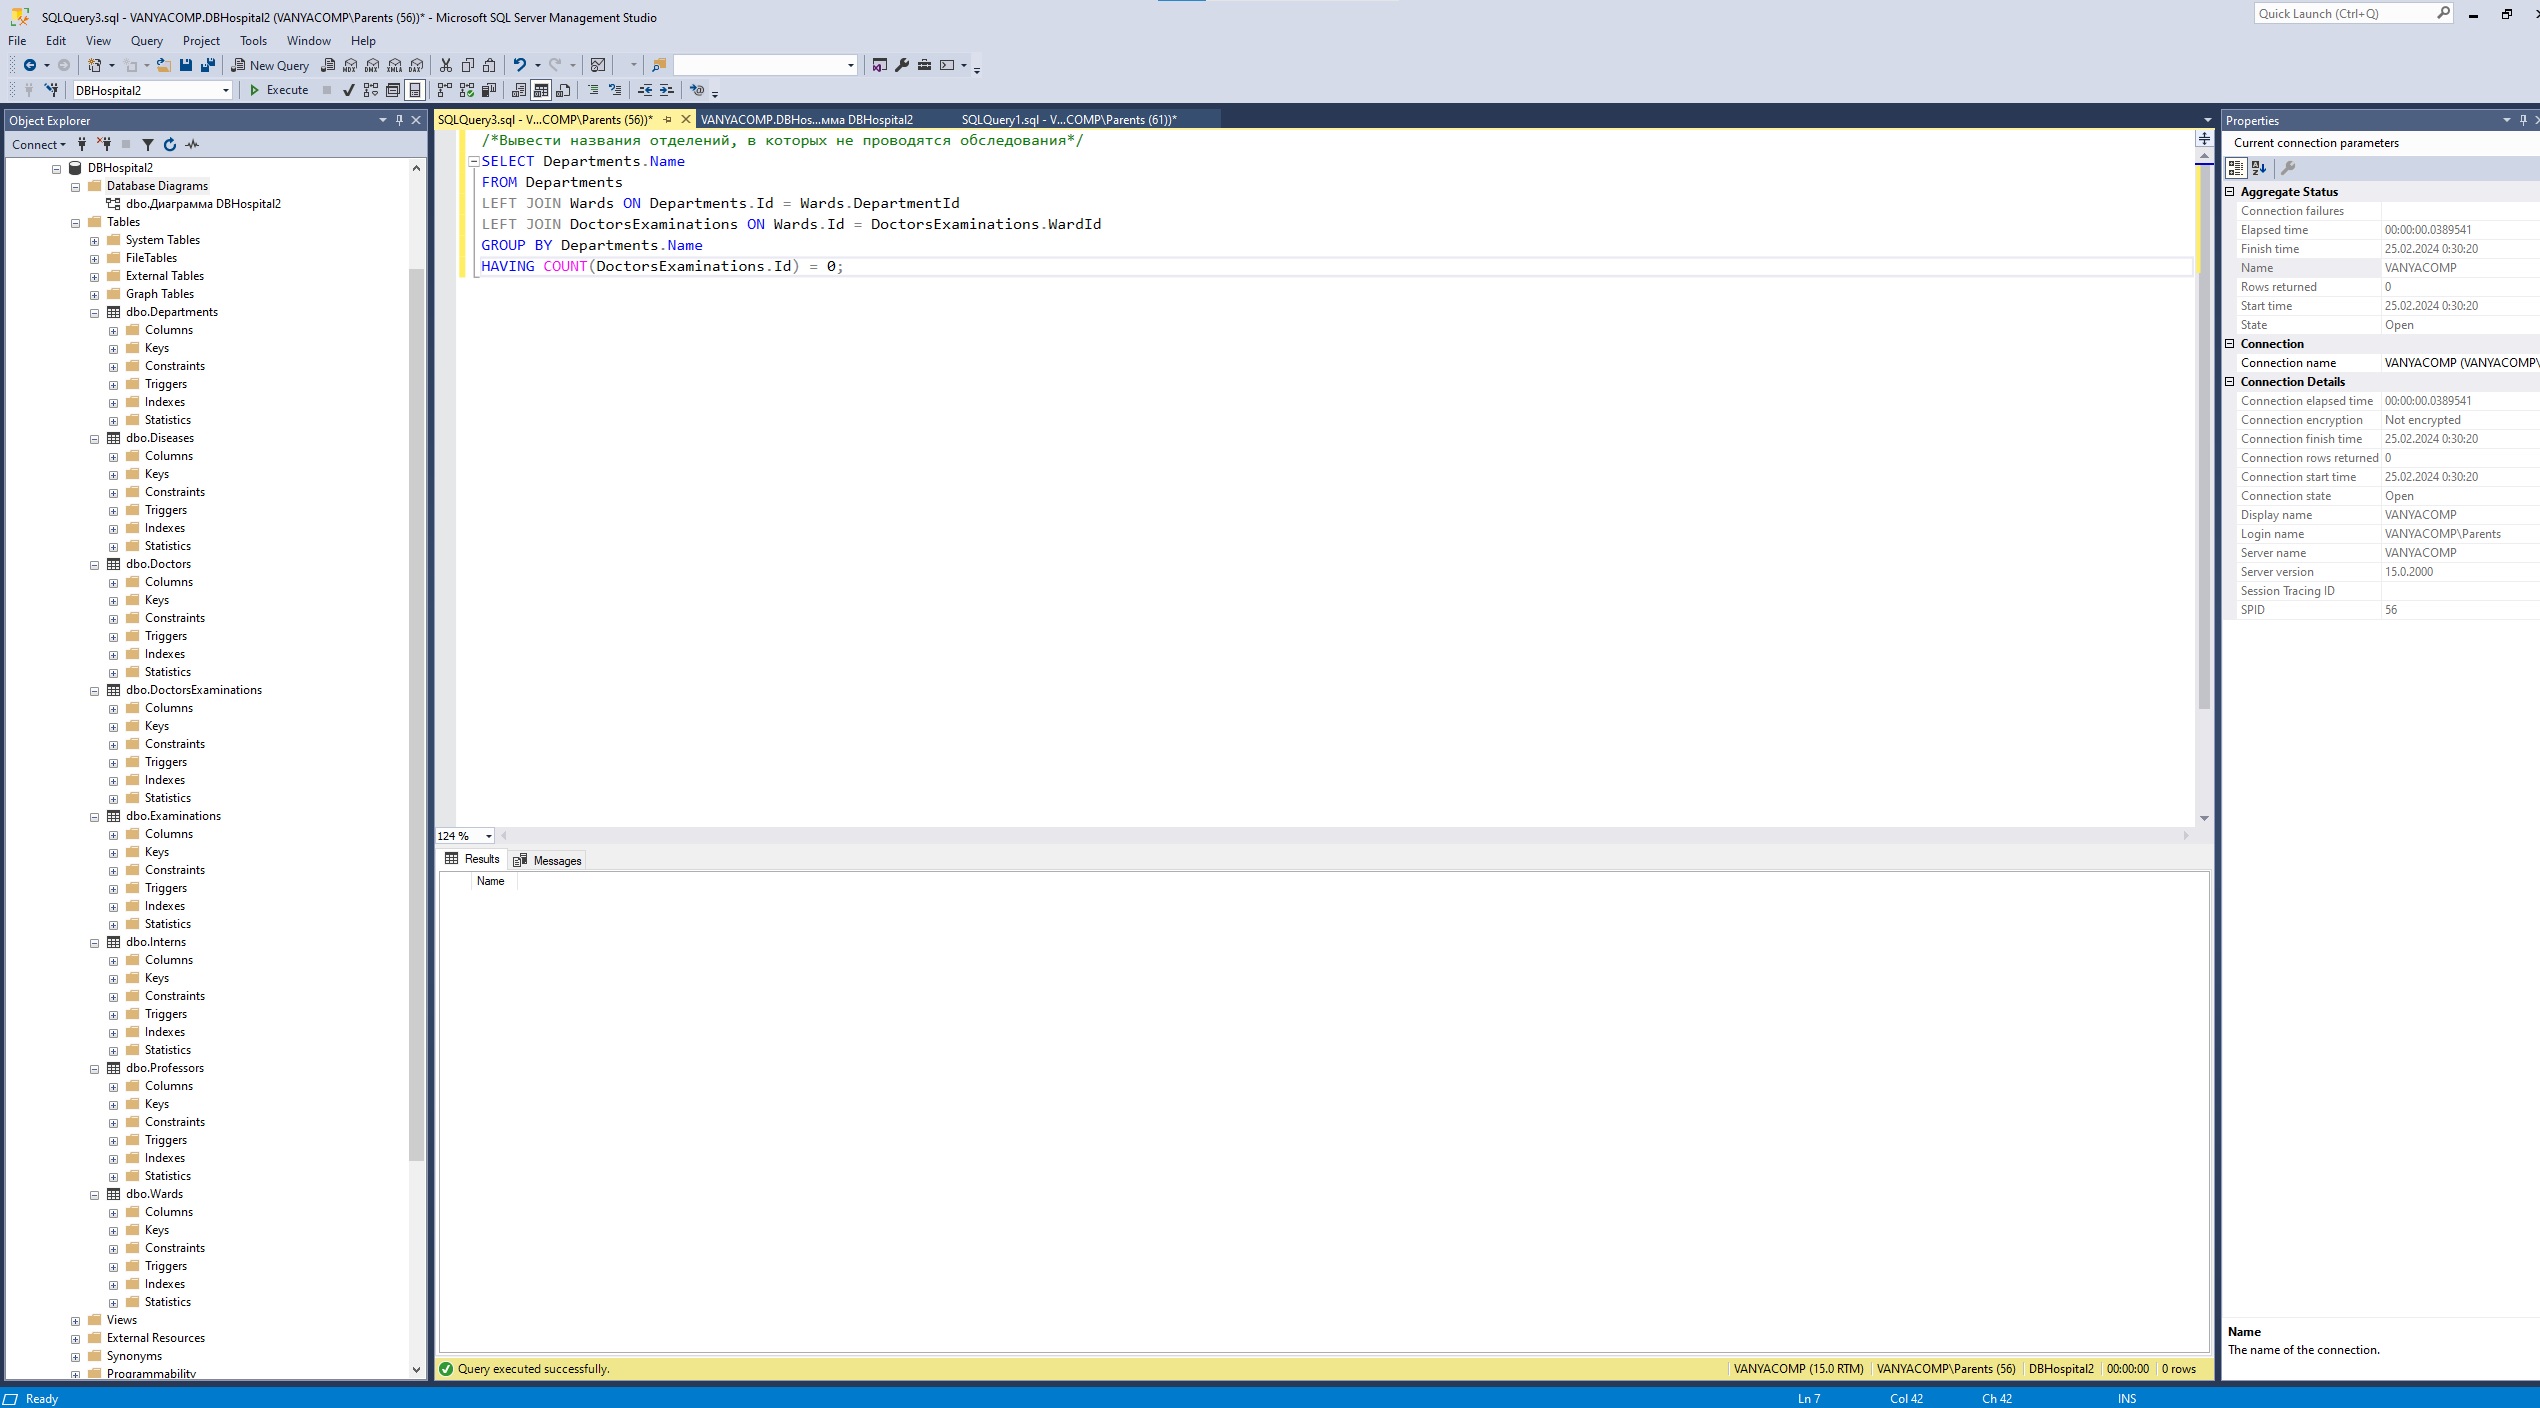 SQLQuery3.sql - VANYACOMP.DBHospital2 (VANYACOMP\Parents (56))* - Microsoft SQL Server Management Studio
Quick Launch (Ctrl+Q)
File Edit View Query Project Tools Window Help
New Query
DBHospital2
Execute
Object Explorer
Connect
DBHospital2
Database Diagrams
dbo.Диаграмма DBHospital2
Tables
System Tables
FileTables
External Tables
Graph Tables
dbo.Departments
Columns
Keys
Constraints
Triggers
Indexes
Statistics
dbo.Diseases
Columns
Keys
Constraints
Triggers
Indexes
Statistics
dbo.Doctors
Columns
Keys
Constraints
Triggers
Indexes
Statistics
dbo.DoctorsExaminations
Columns
Keys
Constraints
Triggers
Indexes
Statistics
dbo.Examinations
Columns
Keys
Constraints
Triggers
Indexes
Statistics
dbo.Interns
Columns
Keys
Constraints
Triggers
Indexes
Statistics
dbo.Professors
Columns
Keys
Constraints
Triggers
Indexes
Statistics
dbo.Wards
Columns
Keys
Constraints
Triggers
Indexes
Statistics
Views
External Resources
Synonyms
Programmability
SQLQuery3.sql - V...COMP\Parents (56))* VANYACOMP.DBHos...мма DBHospital2 SQLQuery1.sql - V...COMP\Parents (61))*
/*Вывести названия отделений, в которых не проводятся обследования*/
SELECT Departments.Name
FROM Departments
LEFT JOIN Wards ON Departments.Id = Wards.DepartmentId
LEFT JOIN DoctorsExaminations ON Wards.Id = DoctorsExaminations.WardId
GROUP BY Departments.Name
HAVING COUNT(DoctorsExaminations.Id) = 0;
124 %
Results Messages
Name
Query executed successfully. VANYACOMP (15.0 RTM) VANYACOMP\Parents (56) DBHospital2 00:00:00 0 rows
Properties
Current connection parameters
Aggregate Status
Connection failures
Elapsed time 00:00:00.0389541
Finish time 25.02.2024 0:30:20
Name VANYACOMP
Rows returned 0
Start time 25.02.2024 0:30:20
State Open
Connection
Connection name VANYACOMP (VANYACOMP\
Connection Details
Connection elapsed time 00:00:00.0389541
Connection encryption Not encrypted
Connection finish time 25.02.2024 0:30:20
Connection rows returned 0
Connection start time 25.02.2024 0:30:20
Connection state Open
Display name VANYACOMP
Login name VANYACOMP\Parents
Server name VANYACOMP
Server version 15.0.2000
Session Tracing ID
SPID 56
Name
The name of the connection.
Ready Ln 7 Col 42 Ch 42 INS